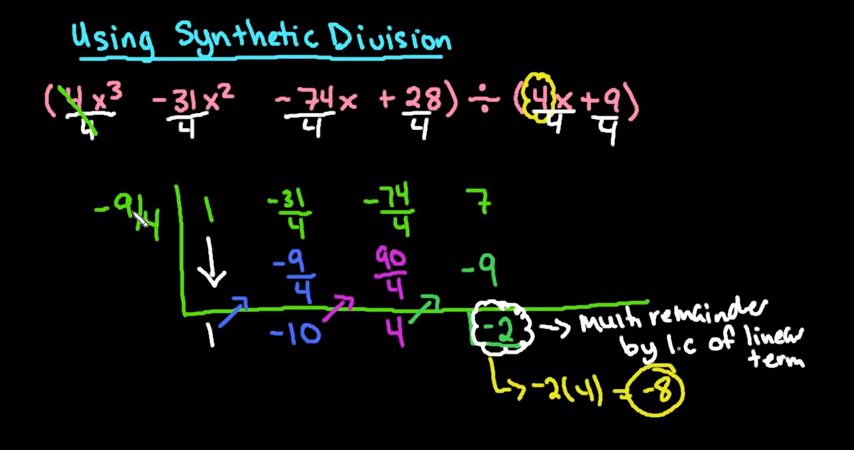 Using Synthetic Division
(4x³/4 -31x²/4 -74x/4 +28/4) ÷ (4x/4 +9/4)
-9/4 | 1 -31/4 -74/4 7
-9/4 90/4 -9
1 -10 4 -2 → multi remainder
by l.c of linear
term
→ -2(4) = -8